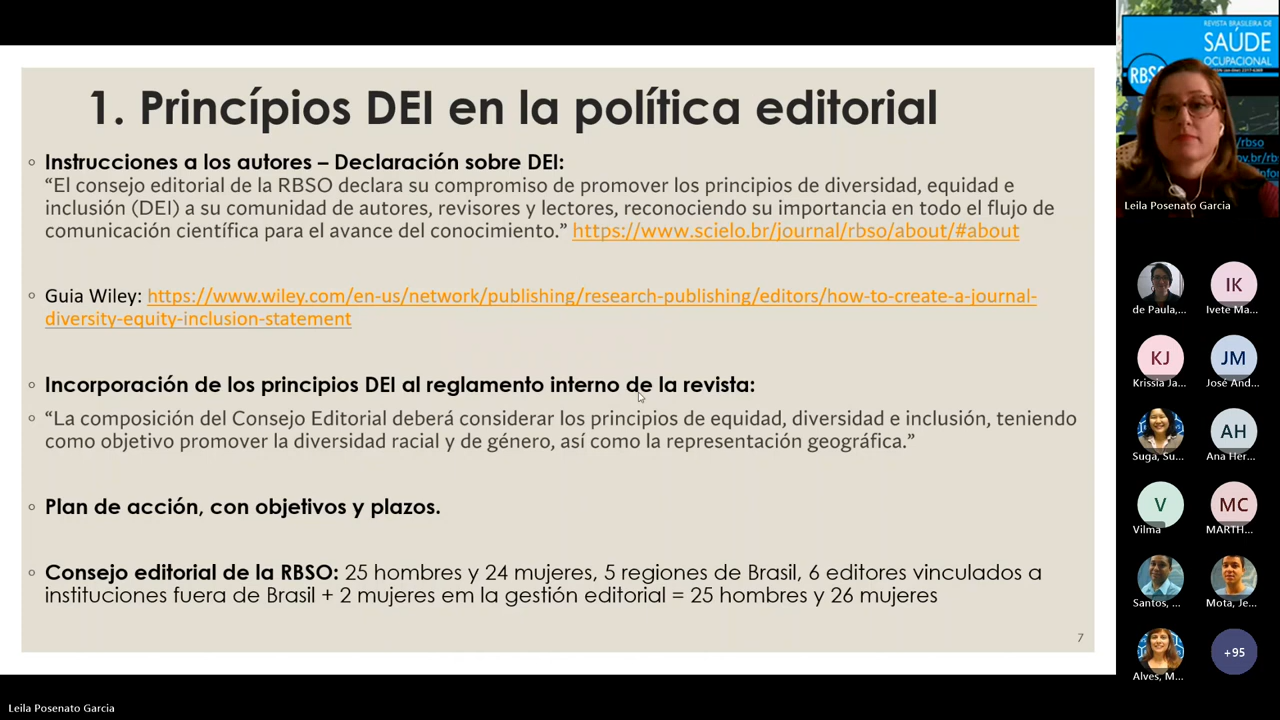 1. Princípios DEI en la política editorial
Instrucciones a los autores – Declaración sobre DEI:
“El consejo editorial de la RBSO declara su compromiso de promover los principios de diversidad, equidad e
inclusión (DEI) a su comunidad de autores, revisores y lectores, reconociendo su importancia en todo el flujo de
comunicación científica para el avance del conocimiento.” https://www.scielo.br/journal/rbso/about/#about
Guia Wiley: https://www.wiley.com/en-us/network/publishing/research-publishing/editors/how-to-create-a-journal-
diversity-equity-inclusion-statement
Incorporación de los principios DEI al reglamento interno de la revista:
“La composición del Consejo Editorial deberá considerar los principios de equidad, diversidad e inclusión, teniendo
como objetivo promover la diversidad racial y de género, así como la representación geográfica.”
Plan de acción, con objetivos y plazos.
Consejo editorial de la RBSO: 25 hombres y 24 mujeres, 5 regiones de Brasil, 6 editores vinculados a
instituciones fuera de Brasil + 2 mujeres em la gestión editorial = 25 hombres y 26 mujeres
7
REVISTA BRASILEIRA DE
SAÚDE
OCUPACIONAL
RBSO
/rbso
Leila Posenato Garcia
de Paula,...
IK
Ivete Ma...
KJ
Krissia Ja...
JM
José And...
Suga, Su...
AH
Ana Her...
V
Vilma
MC
MARTH...
Santos, ...
Mota, Je...
Alves, M...
+95
Leila Posenato Garcia